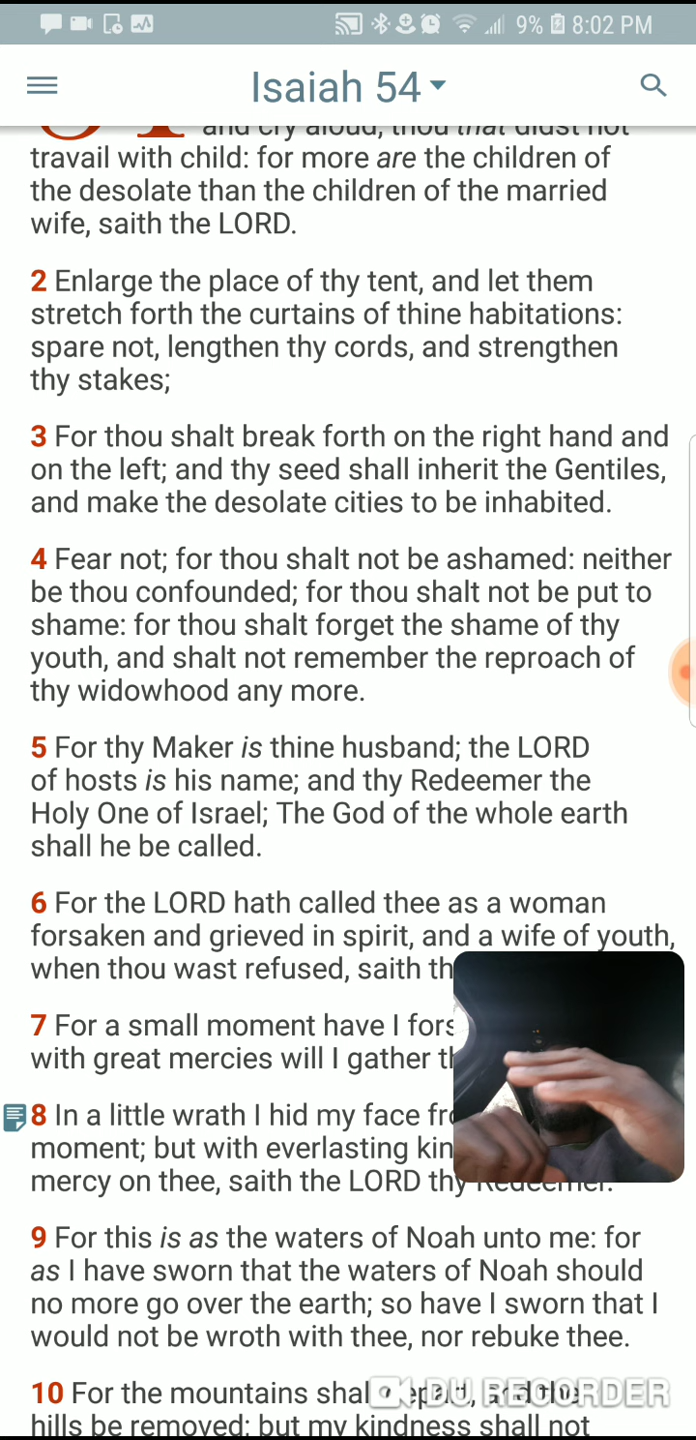 9% 8:02 PM
Isaiah 54
and cry aloud, thou that didst not
travail with child: for more are the children of
the desolate than the children of the married
wife, saith the LORD.
2 Enlarge the place of thy tent, and let them
stretch forth the curtains of thine habitations:
spare not, lengthen thy cords, and strengthen
thy stakes;
3 For thou shalt break forth on the right hand and
on the left; and thy seed shall inherit the Gentiles,
and make the desolate cities to be inhabited.
4 Fear not; for thou shalt not be ashamed: neither
be thou confounded; for thou shalt not be put to
shame: for thou shalt forget the shame of thy
youth, and shalt not remember the reproach of
thy widowhood any more.
5 For thy Maker is thine husband; the LORD
of hosts is his name; and thy Redeemer the
Holy One of Israel; The God of the whole earth
shall he be called.
6 For the LORD hath called thee as a woman
forsaken and grieved in spirit, and a wife of youth,
when thou wast refused, saith
7 For a small moment have I
with great mercies will I gather
8 In a little wrath I hid my face
moment; but with everlasting
mercy on thee, saith the LORD thy Redeemer.
9 For this is as the waters of Noah unto me: for
as I have sworn that the waters of Noah should
no more go over the earth; so have I sworn that I
would not be wroth with thee, nor rebuke thee.
10 For the mountains shall depart, and the
DU RECORDER
hills be removed; but my kindness shall not